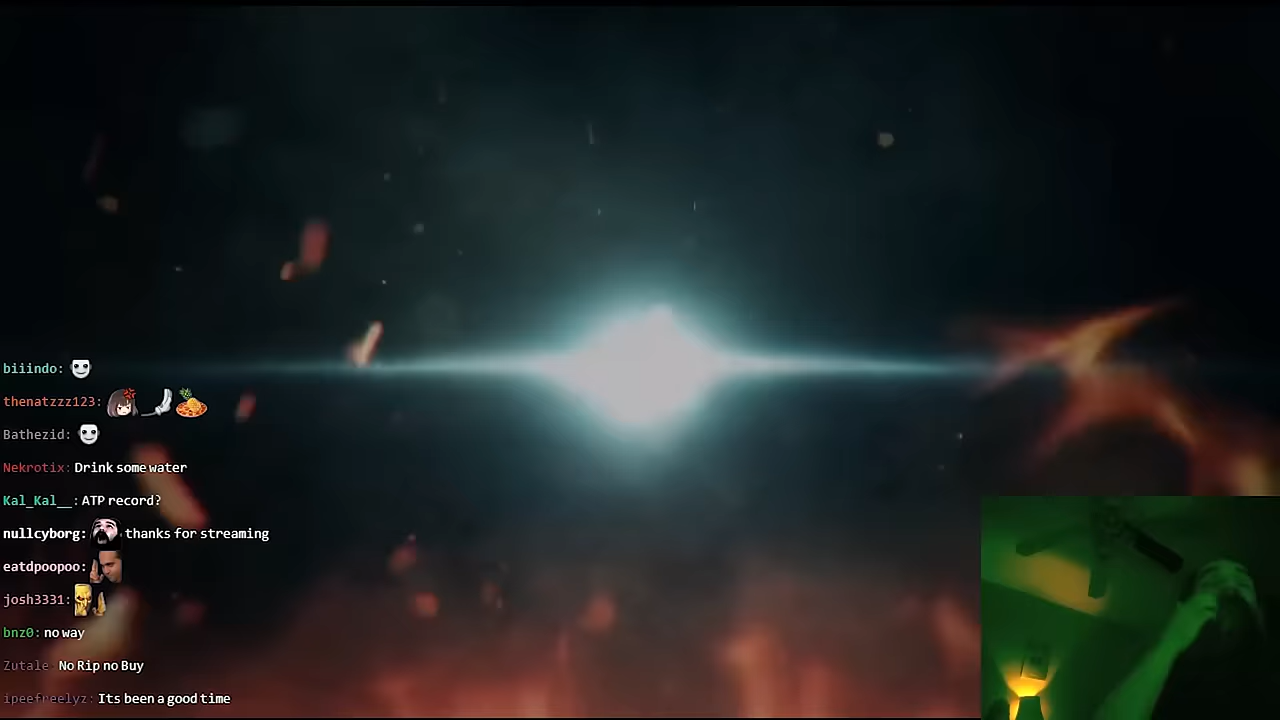 biiindo:
thenatzzz123:
Bathezid:
Nekrotix: Drink some water
Kal_Kal__: ATP record?
nullcyborg: thanks for streaming
eatdpoopoo:
josh3331:
bnz0: no way
Zutale: No Rip no Buy
ipeefreelyz: Its been a good time